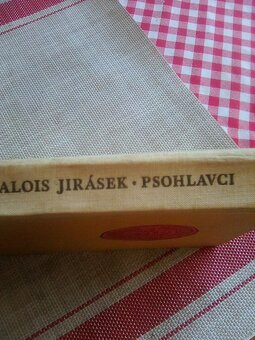 ALOIS JIRÁSEK · PSOHLAVCI